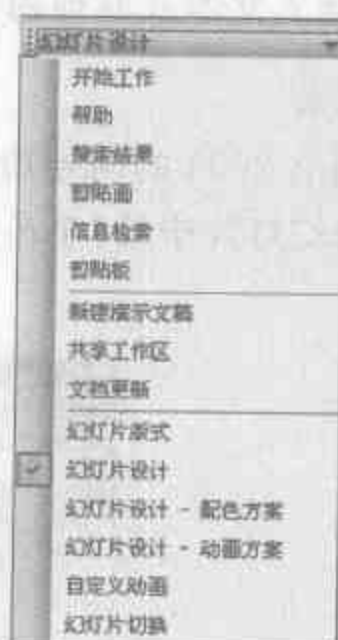 幻灯片设计
开始工作
帮助
搜索结果
剪贴画
信息检索
剪贴板
新建演示文稿
共享工作区
文档更新
幻灯片版式
幻灯片设计
幻灯片设计 - 配色方案
幻灯片设计 - 动画方案
自定义动画
幻灯片切换